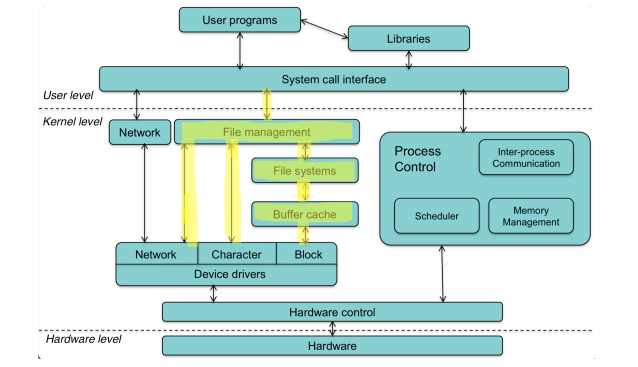 User programs
Libraries
System call interface
User level
Kernel level
Network
File management
File systems
Buffer cache
Process
Control
Inter-process
Communication
Scheduler
Memory
Management
Network
Character
Block
Device drivers
Hardware control
Hardware level
Hardware